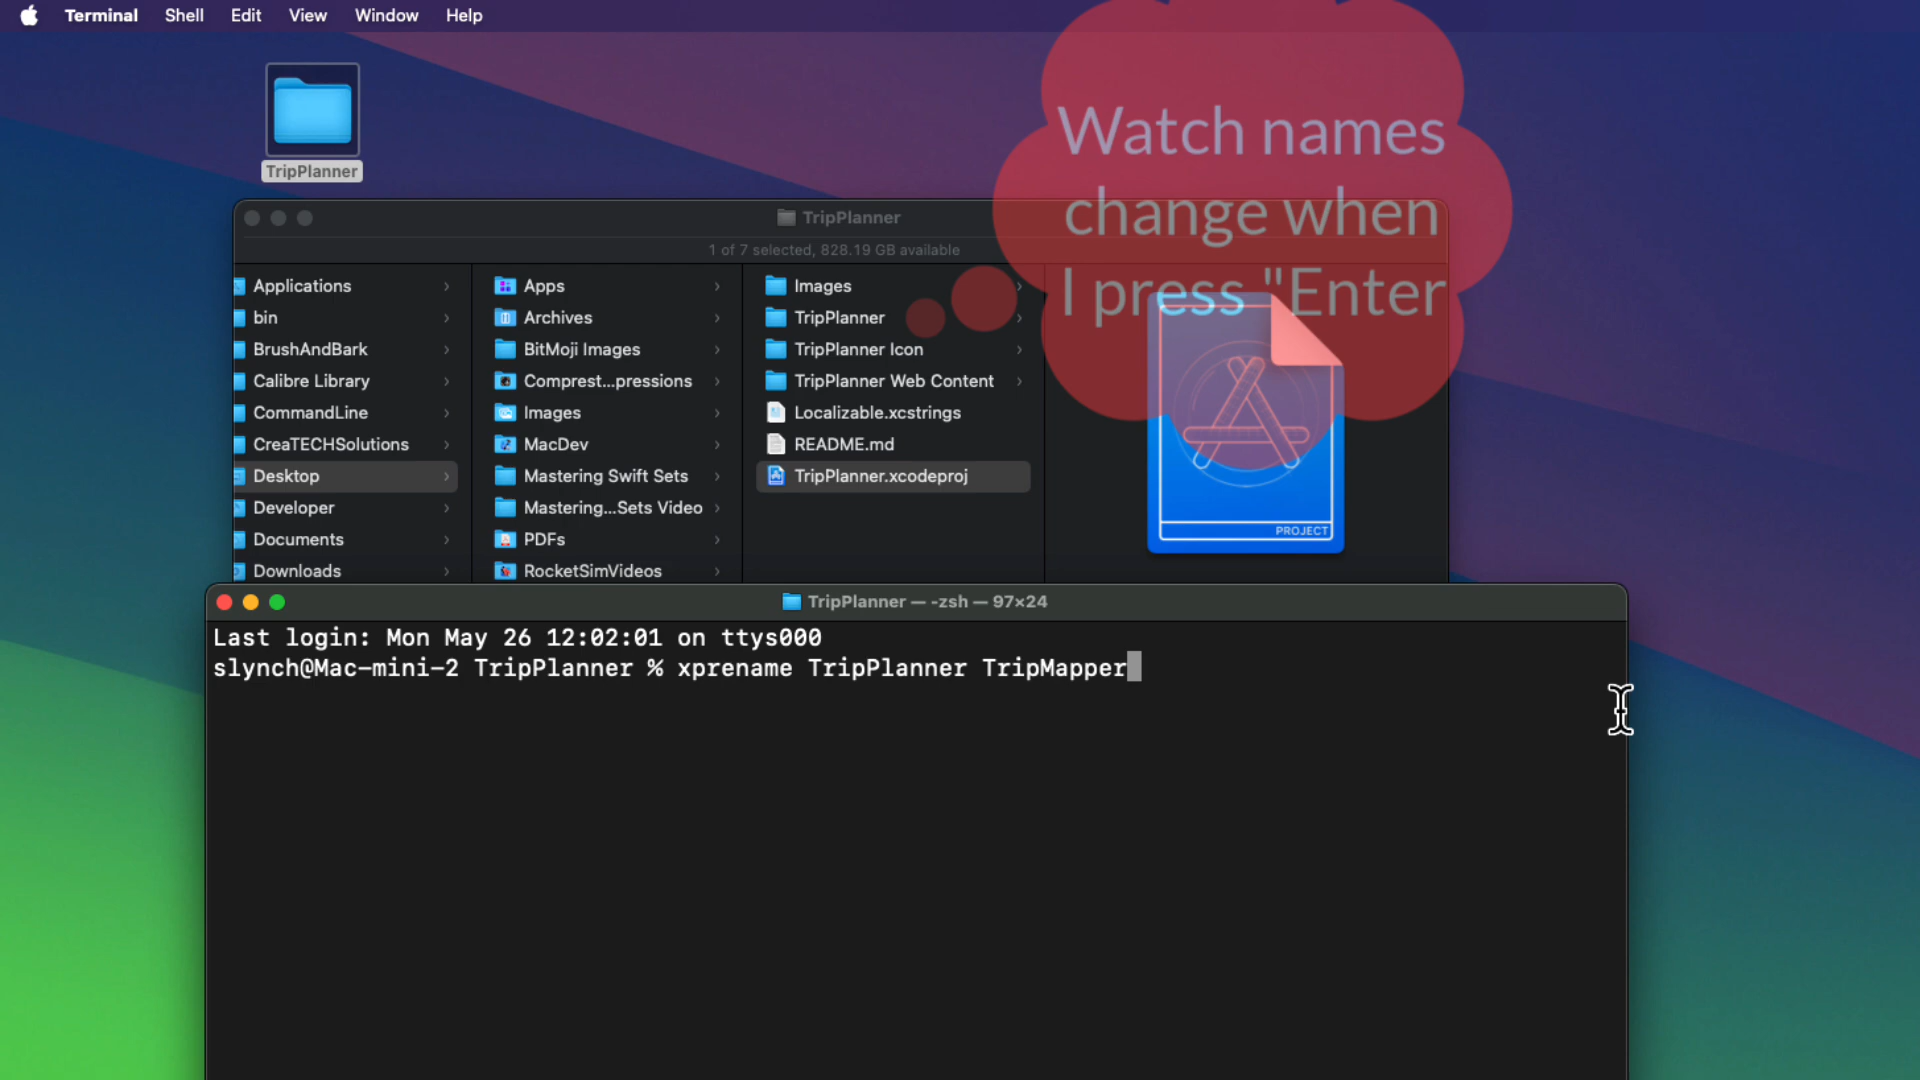 Terminal Shell Edit View Window Help
TripPlanner
Watch names
change when
I press "Enter
TripPlanner
1 of 7 selected, 828.19 GB available
Applications
bin
BrushAndBark
Calibre Library
CommandLine
CreaTECHSolutions
Desktop
Developer
Documents
Downloads
Apps
Archives
BitMoji Images
Comprest...pressions
Images
MacDev
Mastering Swift Sets
Mastering...Sets Video
PDFs
RocketSimVideos
Images
TripPlanner
TripPlanner Icon
TripPlanner Web Content
Localizable.xcstrings
README.md
TripPlanner.xcodeproj
PROJECT
TripPlanner — -zsh — 97×24
Last login: Mon May 26 12:02:01 on ttys000
slynch@Mac-mini-2 TripPlanner % xprename TripPlanner TripMapper